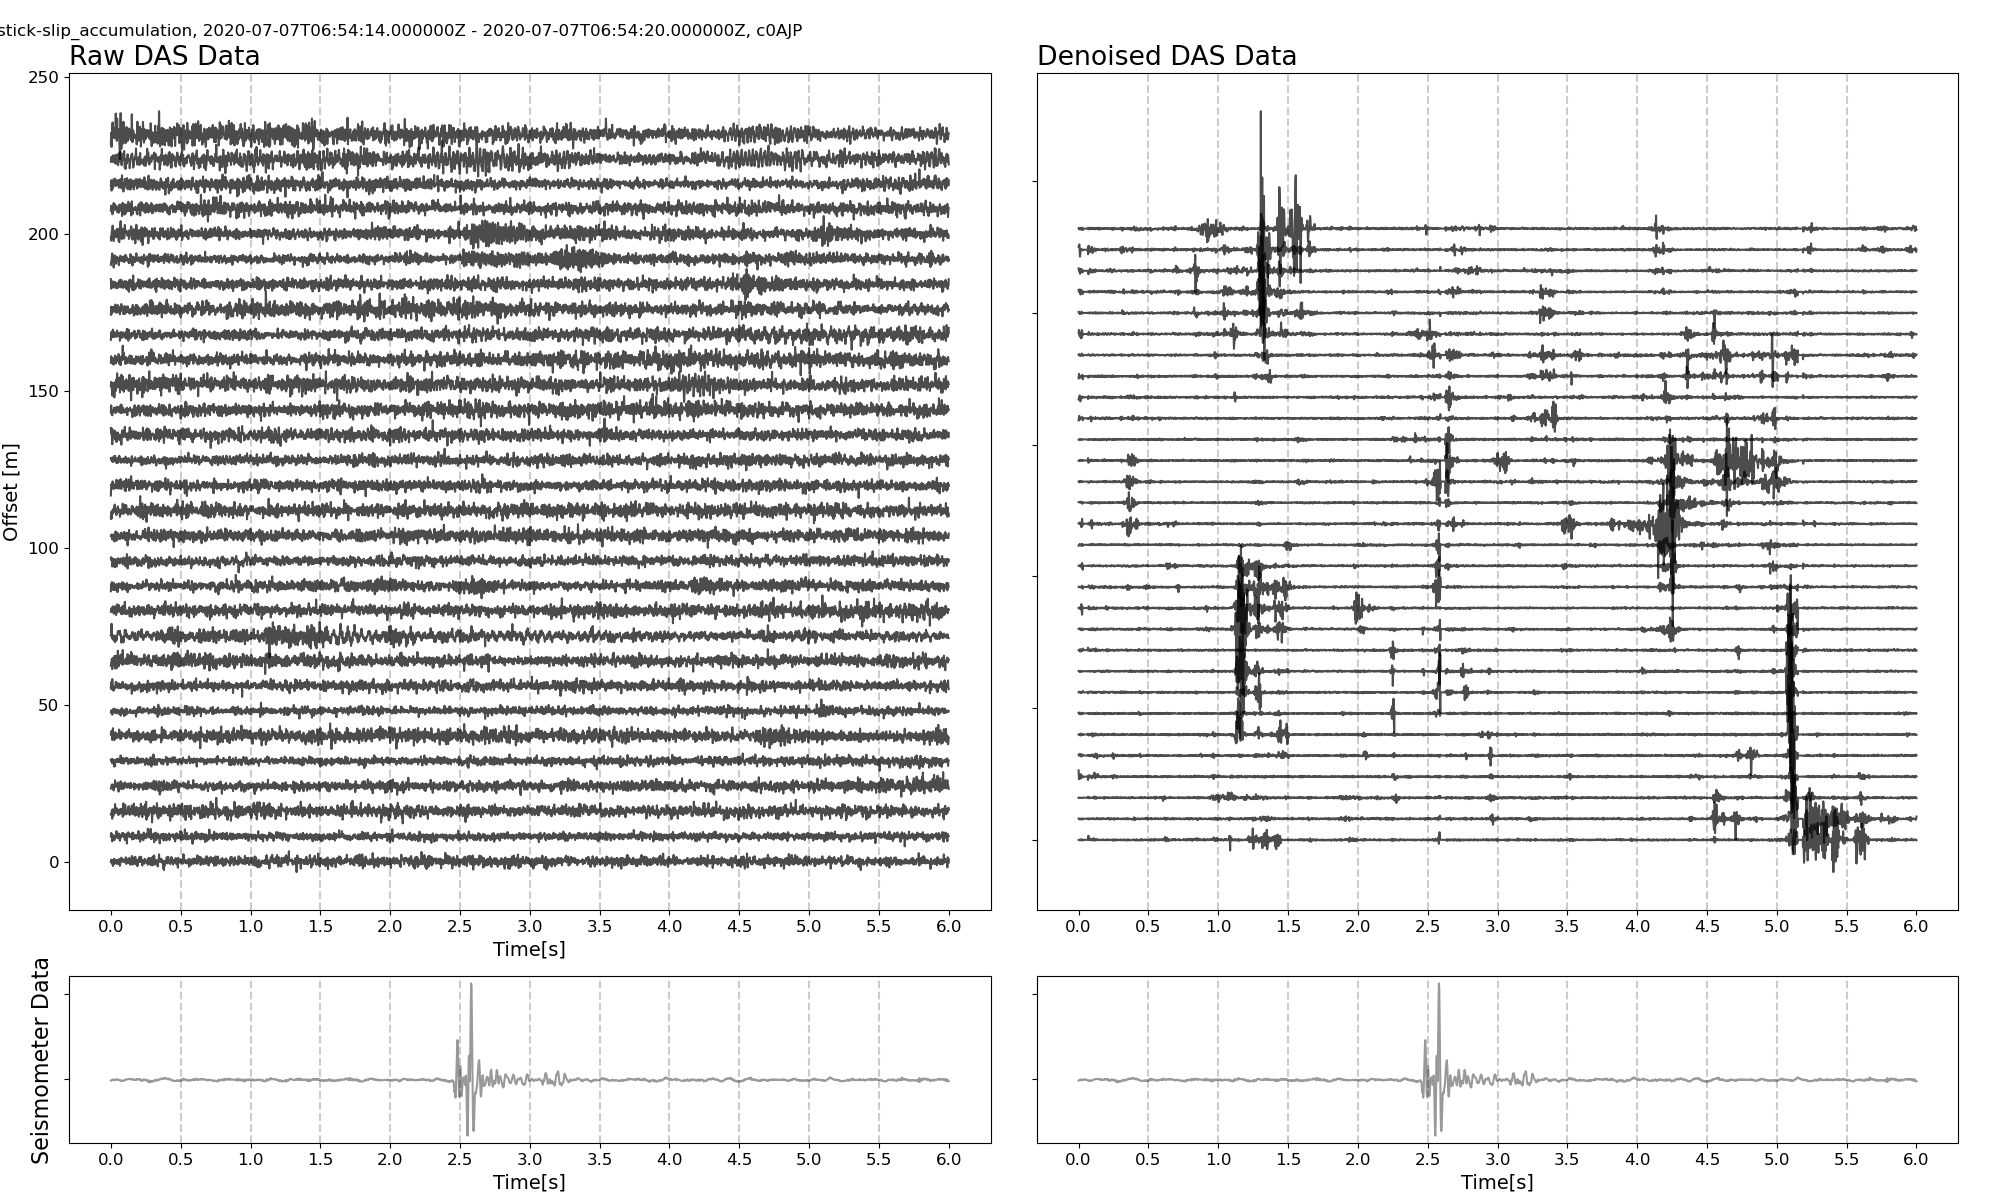 stick-slip_accumulation, 2020-07-07T06:54:14.000000Z - 2020-07-07T06:54:20.000000Z, c0AJP
Raw DAS Data
Denoised DAS Data
250
200
150
100
50
0
Offset [m]
0.0 0.5 1.0 1.5 2.0 2.5 3.0 3.5 4.0 4.5 5.0 5.5 6.0
Time[s]
0.0 0.5 1.0 1.5 2.0 2.5 3.0 3.5 4.0 4.5 5.0 5.5 6.0
Seismometer Data
0.0 0.5 1.0 1.5 2.0 2.5 3.0 3.5 4.0 4.5 5.0 5.5 6.0
Time[s]
0.0 0.5 1.0 1.5 2.0 2.5 3.0 3.5 4.0 4.5 5.0 5.5 6.0
Time[s]